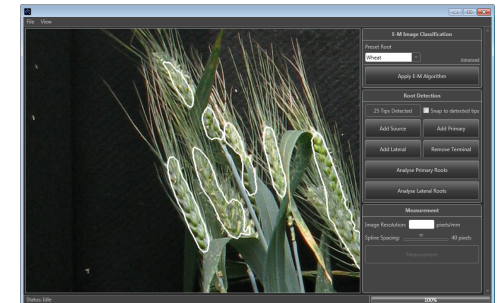 File View
E-M Image Classification
Preset Root
Wheat
Advanced
Apply E-M Algorithm
Root Detection
25 Tips Detected Snap to detected tips
Add Source Add Primary
Add Lateral Remove Terminal
Analyse Primary Roots
Analyse Lateral Roots
Measurement
Image Resolution: pixels/mm
Spline Spacing: 40 pixels
Measurement
Status: Idle 100%